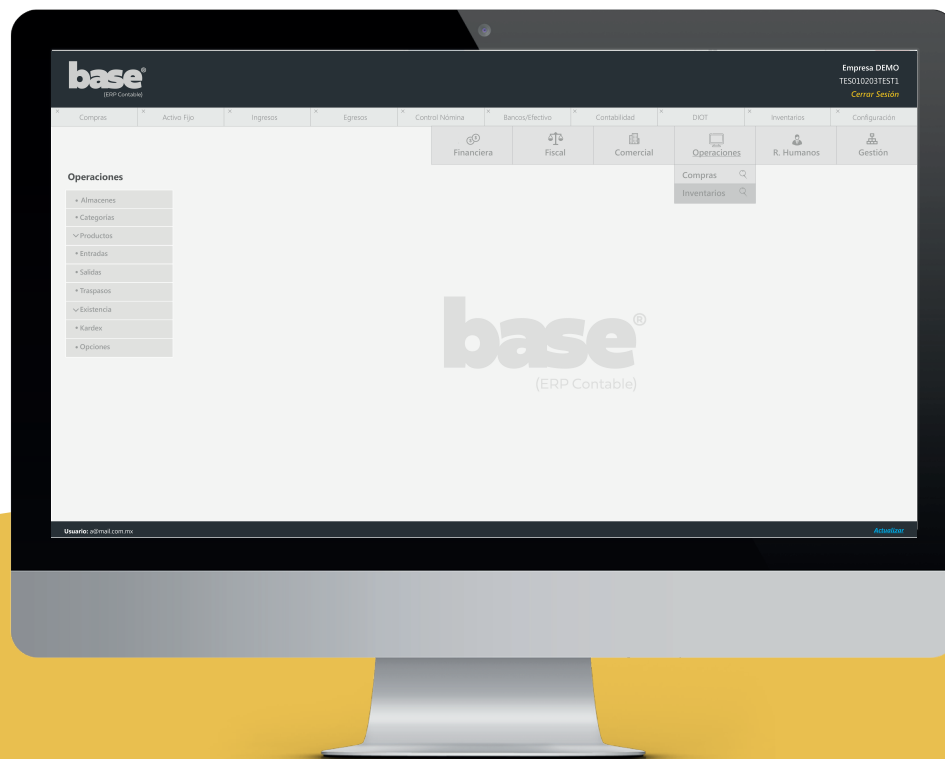 base®
(ERP Contable)
Empresa DEMO
TES010203TEST1
Cerrar Sesión
× Compras × Activo Fijo × Ingresos × Egresos × Control Nómina × Bancos/Efectivo × Contabilidad × DIOT × Inventarios × Configuración
Financiera Fiscal Comercial Operaciones R. Humanos Gestión
Compras
Inventarios
Operaciones
• Almacenes
• Categorías
Productos
• Entradas
• Salidas
• Traspasos
Existencia
• Kardex
• Opciones
base®
(ERP Contable)
Usuario: a@mail.com.mx
Actualizar